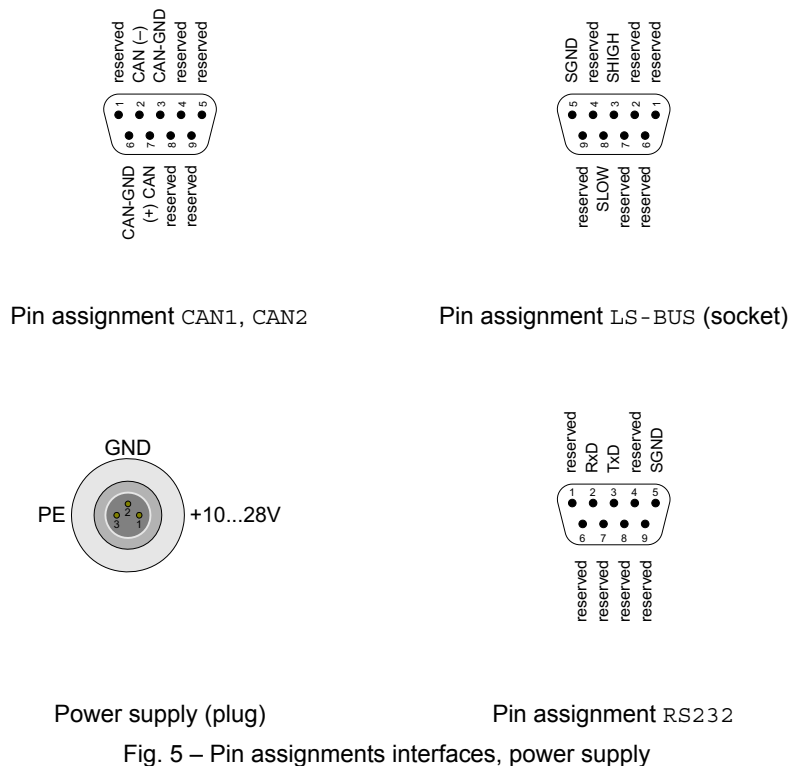 reserved
CAN (–)
CAN-GND
reserved
reserved
1
2
3
4
5
6
7
8
9
CAN-GND
(+) CAN
reserved
reserved
Pin assignment CAN1, CAN2
SGND
reserved
SHIGH
reserved
reserved
5
4
3
2
1
9
8
7
6
reserved
SLOW
reserved
reserved
Pin assignment LS-BUS (socket)
GND
PE
+10...28V
3
2
1
Power supply (plug)
reserved
RxD
TxD
reserved
SGND
1
2
3
4
5
6
7
8
9
reserved
reserved
reserved
reserved
Pin assignment RS232
Fig. 5 – Pin assignments interfaces, power supply